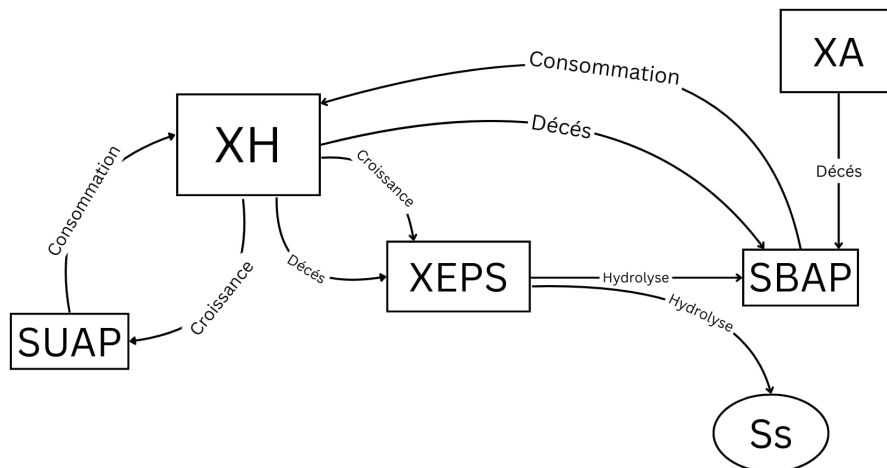 XA
Consommation
XH
Décés
Croissance
Décés
Consommation
Décés
Croissance
XEPS
Hydrolyse
SBAP
Hydrolyse
SUAP
Ss